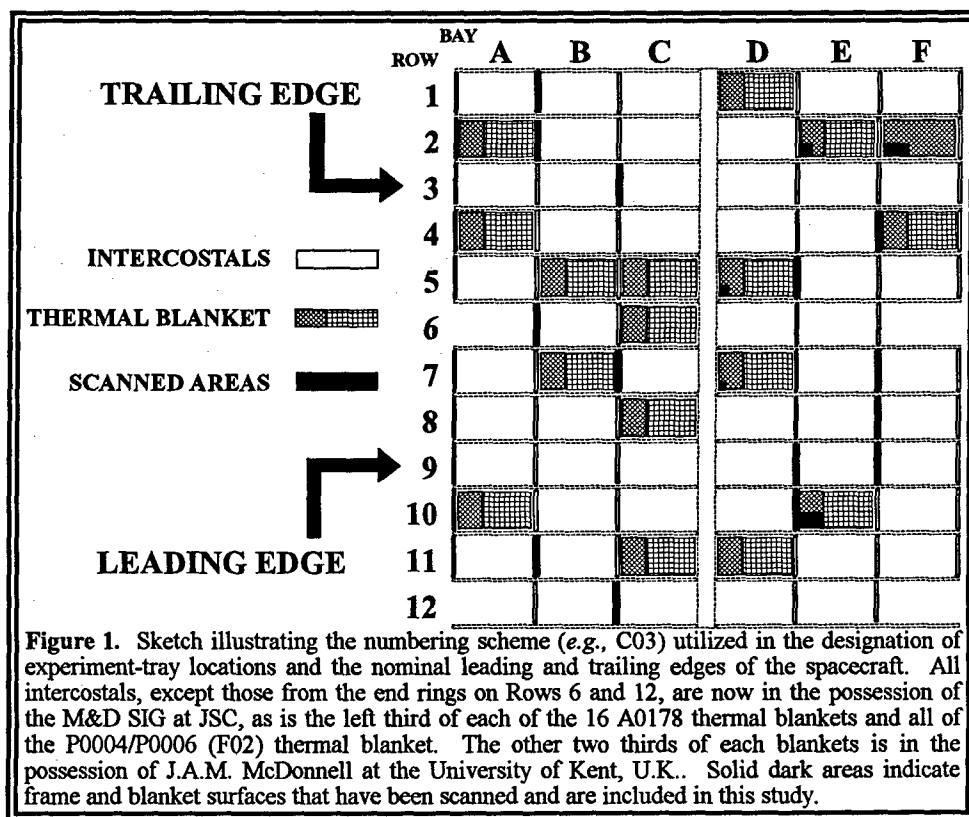 BAY
ROW A B C D E F
TRAILING EDGE
1
2
3
4
INTERCOSTALS
5
THERMAL BLANKET
6
SCANNED AREAS
7
8
9
10
LEADING EDGE
11
12
Figure 1. Sketch illustrating the numbering scheme (e.g., C03) utilized in the designation of
experiment-tray locations and the nominal leading and trailing edges of the spacecraft. All
intercostals, except those from the end rings on Rows 6 and 12, are now in the possession of
the M&D SIG at JSC, as is the left third of each of the 16 A0178 thermal blankets and all of
the P0004/P0006 (F02) thermal blanket. The other two thirds of each blankets is in the
possession of J.A.M. McDonnell at the University of Kent, U.K.. Solid dark areas indicate
frame and blanket surfaces that have been scanned and are included in this study.